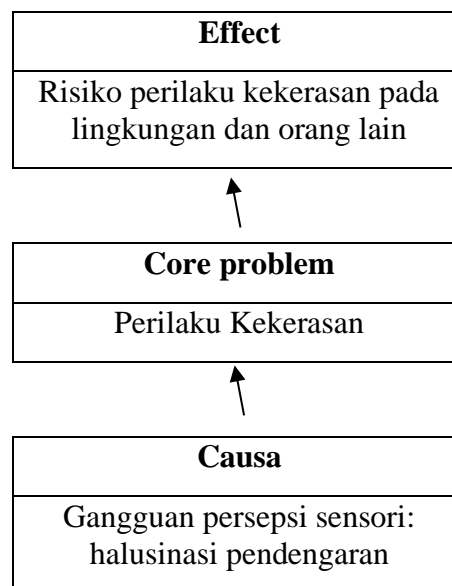 Effect
Risiko perilaku kekerasan pada
lingkungan dan orang lain
Core problem
Perilaku Kekerasan
Causa
Gangguan persepsi sensori:
halusinasi pendengaran